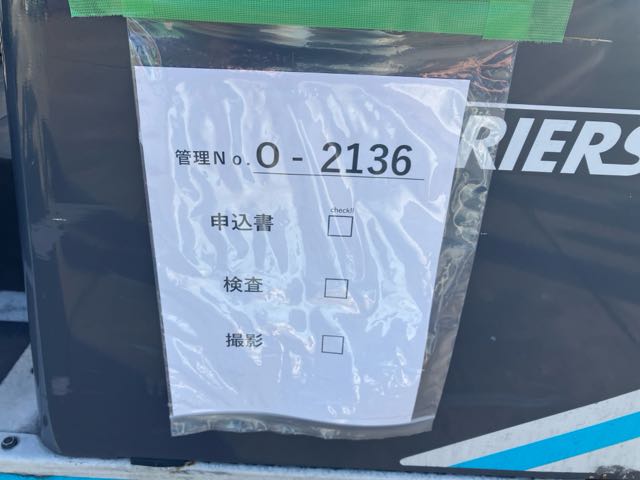 管理No. O - 2136
check!!
申込書 □
検査 □
撮影 □
RIERS